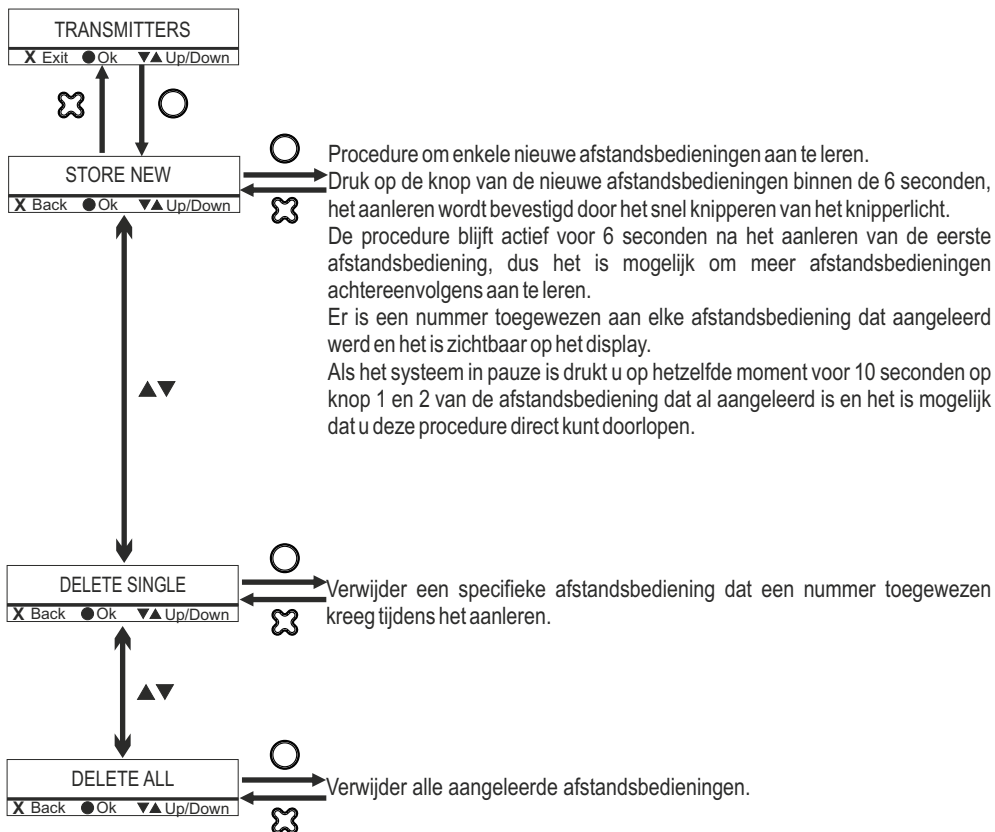 TRANSMITTERS
X Exit ●Ok ▼▲Up/Down
STORE NEW
X Back ●Ok ▼▲Up/Down
Procedure om enkele nieuwe afstandsbedieningen aan te leren.
Druk op de knop van de nieuwe afstandsbedieningen binnen de 6 seconden,
het aanleren wordt bevestigd door het snel knipperen van het knipperlicht.
De procedure blijft actief voor 6 seconden na het aanleren van de eerste
afstandsbediening, dus het is mogelijk om meer afstandsbedieningen
achtereenvolgens aan te leren.
Er is een nummer toegewezen aan elke afstandsbediening dat aangeleerd
werd en het is zichtbaar op het display.
Als het systeem in pauze is drukt u op hetzelfde moment voor 10 seconden op
knop 1 en 2 van de afstandsbediening dat al aangeleerd is en het is mogelijk
dat u deze procedure direct kunt doorlopen.
▲▼
DELETE SINGLE
X Back ●Ok ▼▲Up/Down
Verwijder een specifieke afstandsbediening dat een nummer toegewezen
kreeg tijdens het aanleren.
▲▼
DELETE ALL
X Back ●Ok ▼▲Up/Down
Verwijder alle aangeleerde afstandsbedieningen.